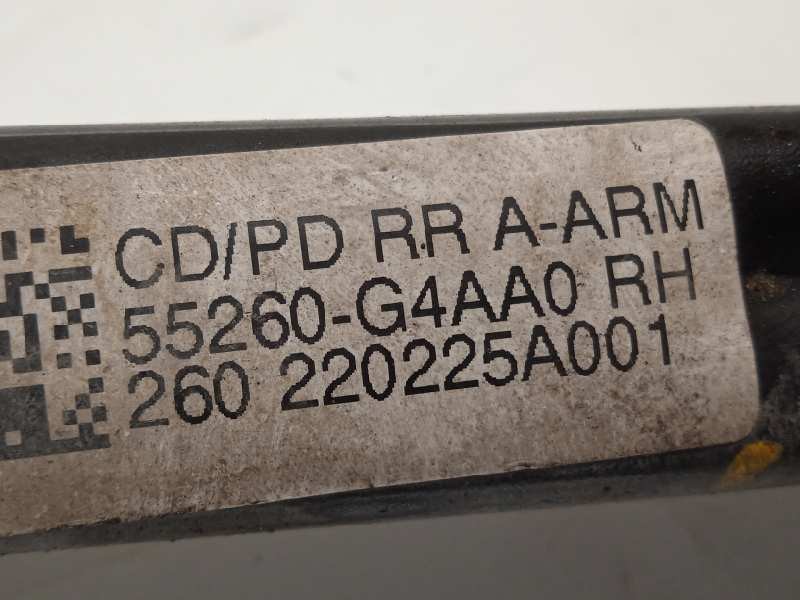 CD/PD RR A-ARM
55260-G4AA0 RH
260 220225A001